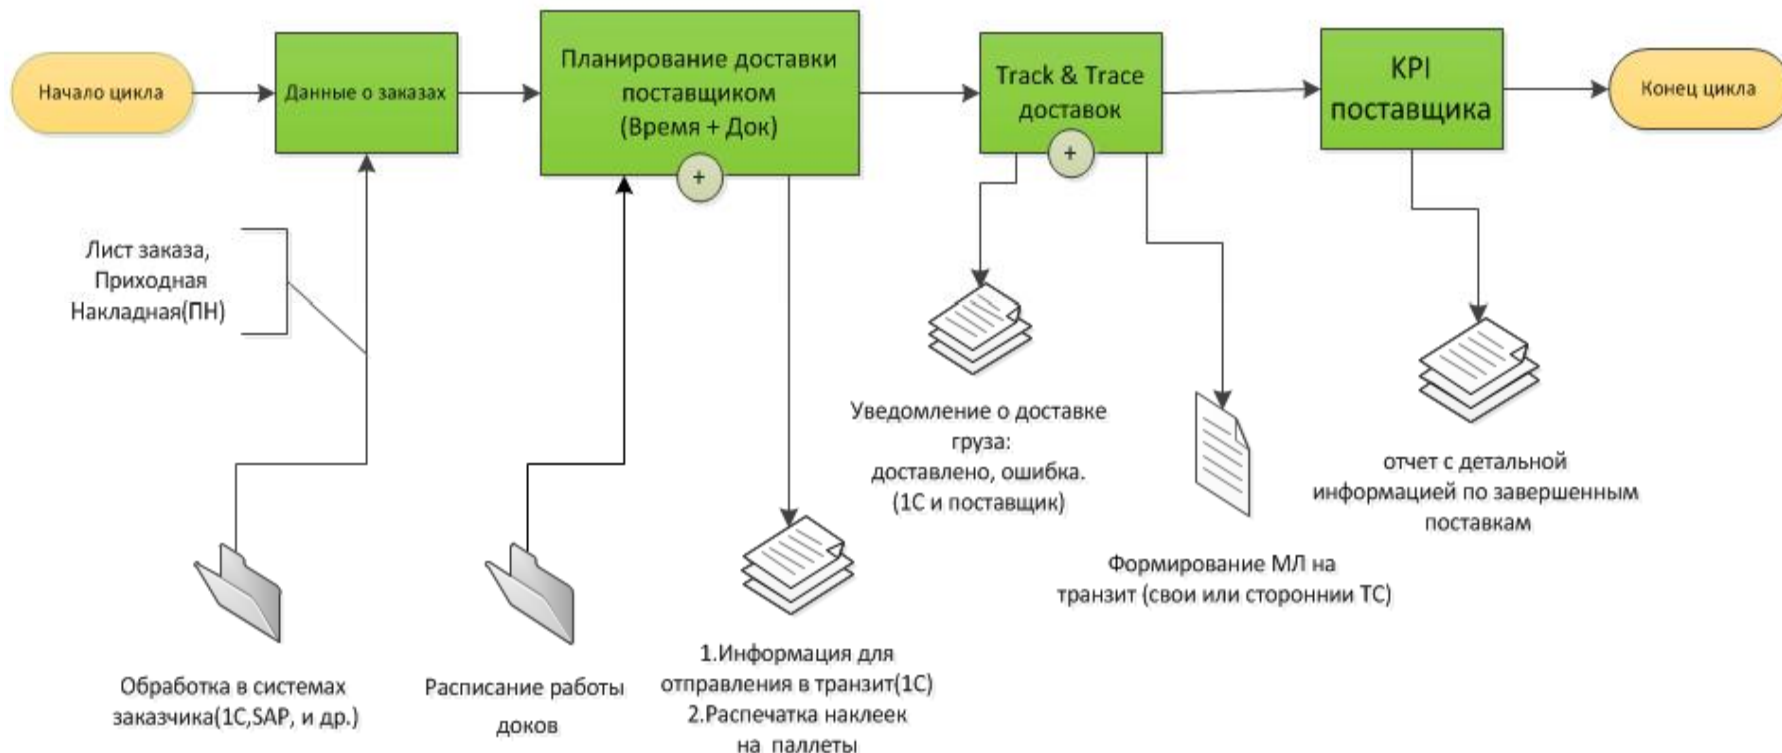 Начало цикла
Данные о заказах
Планирование доставки
поставщиком
(Время + Док)
+
Track & Trace
доставок
+
KPI
поставщика
Конец цикла
Лист заказа,
Приходная
Накладная(ПН)
Обработка в системах
заказчика(1С,SAP, и др.)
Расписание работы
доков
1.Информация для
отправления в транзит(1С)
2.Распечатка наклеек
на паллеты
Уведомление о доставке
груза:
доставлено, ошибка.
(1С и поставщик)
Формирование МЛ на
транзит (свои или стороннии ТС)
отчет с детальной
информацией по завершенным
поставкам